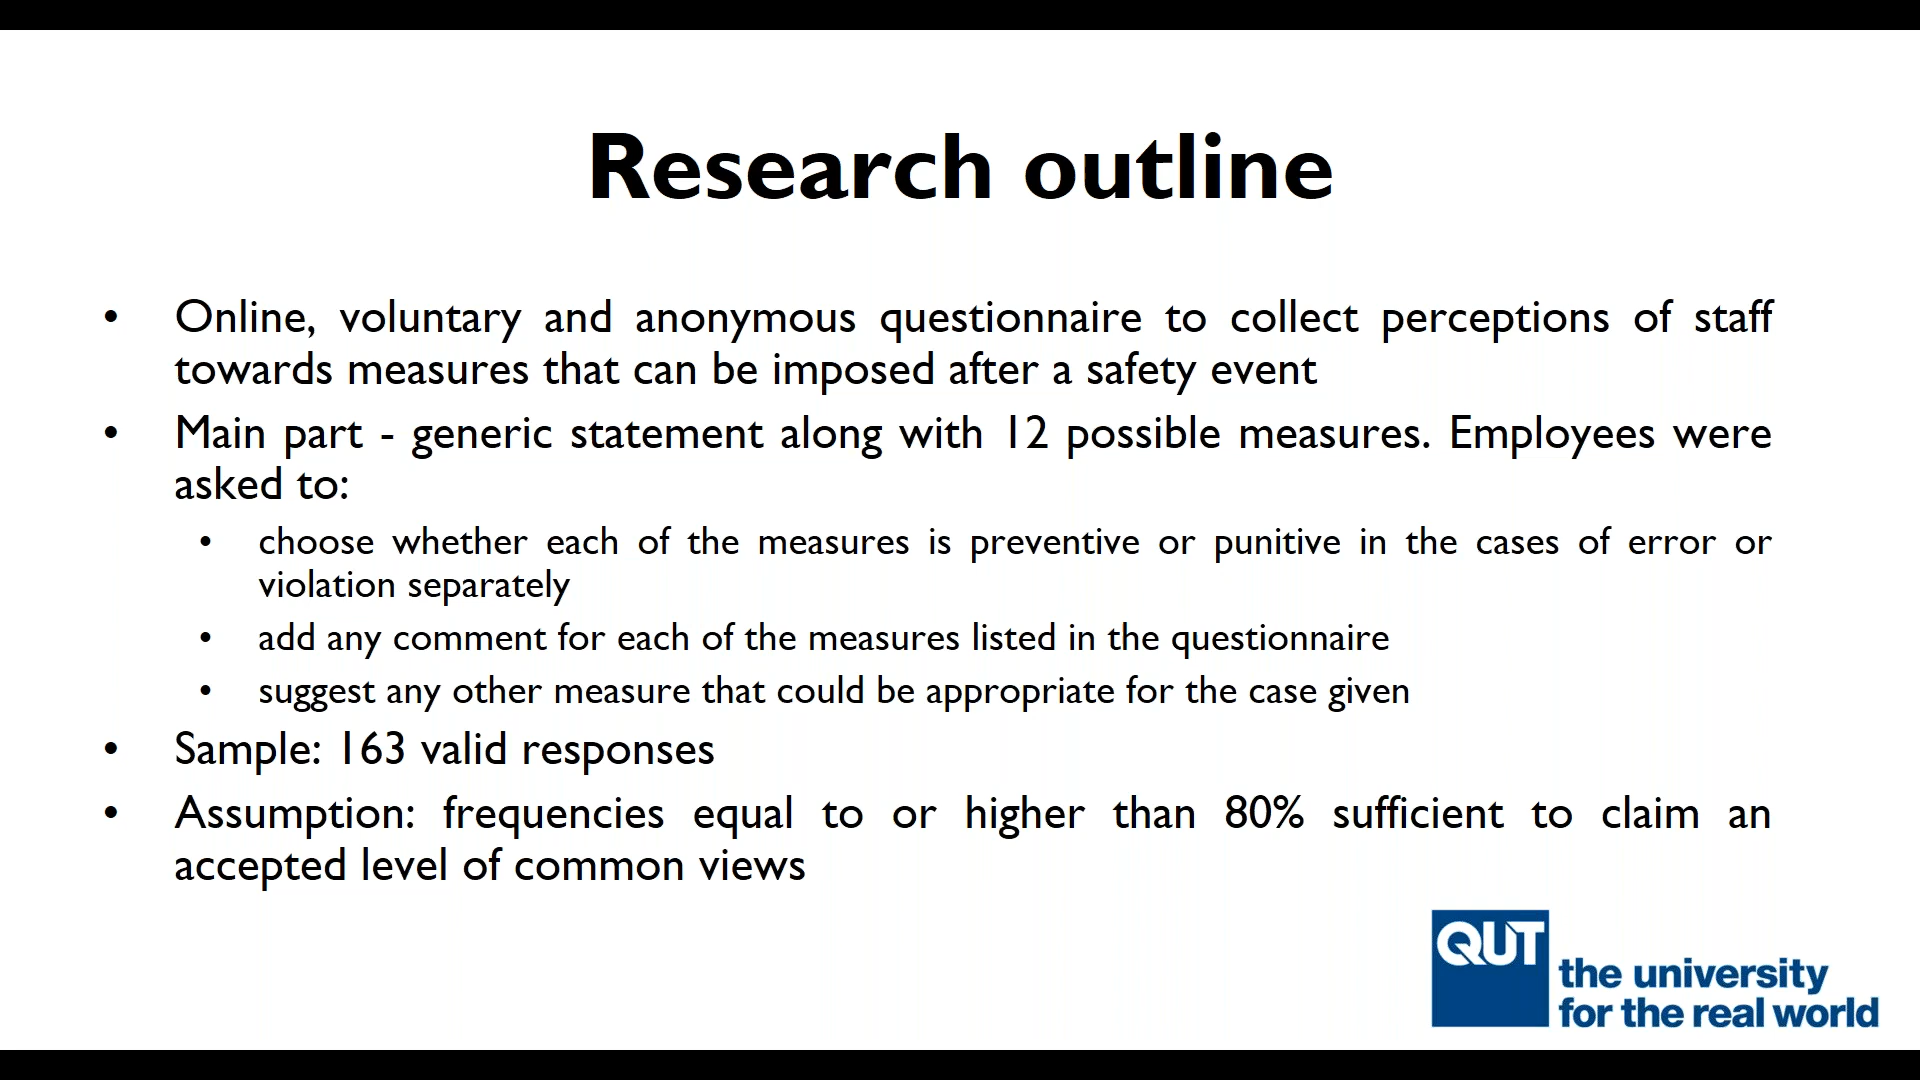 Research outline
• Online, voluntary and anonymous questionnaire to collect perceptions of staff
towards measures that can be imposed after a safety event
• Main part - generic statement along with 12 possible measures. Employees were
asked to:
• choose whether each of the measures is preventive or punitive in the cases of error or
violation separately
• add any comment for each of the measures listed in the questionnaire
• suggest any other measure that could be appropriate for the case given
• Sample: 163 valid responses
• Assumption: frequencies equal to or higher than 80% sufficient to claim an
accepted level of common views
QUT
the university
for the real world